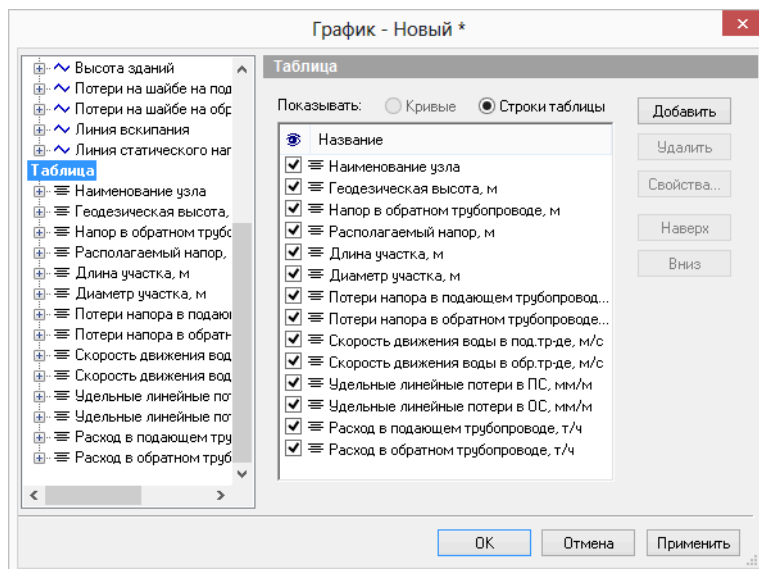 График - Новый *
Высота зданий
Потери на шайбе на под
Потери на шайбе на обр
Линия вскипания
Линия статического наг
Таблица
Наименование узла
Геодезическая высота,
Напор в обратном трубо
Располагаемый напор,
Длина участка, м
Диаметр участка, м
Потери напора в подаю
Потери напора в обратн
Скорость движения вод
Скорость движения вод
Удельные линейные по
Удельные линейные по
Расход в подающем тру
Расход в обратном труб
Таблица
Показывать: Кривые Строки таблицы
Название
Наименование узла
Геодезическая высота, м
Напор в обратном трубопроводе, м
Располагаемый напор, м
Длина участка, м
Диаметр участка, м
Потери напора в подающем трубопровод...
Потери напора в обратном трубопроводе...
Скорость движения воды в под.тр-де, м/с
Скорость движения воды в обр.тр-де, м/с
Удельные линейные потери в ПС, мм/м
Удельные линейные потери в ОС, мм/м
Расход в подающем трубопроводе, т/ч
Расход в обратном трубопроводе, т/ч
Добавить
Удалить
Свойства...
Наверх
Вниз
OK Отмена Применить